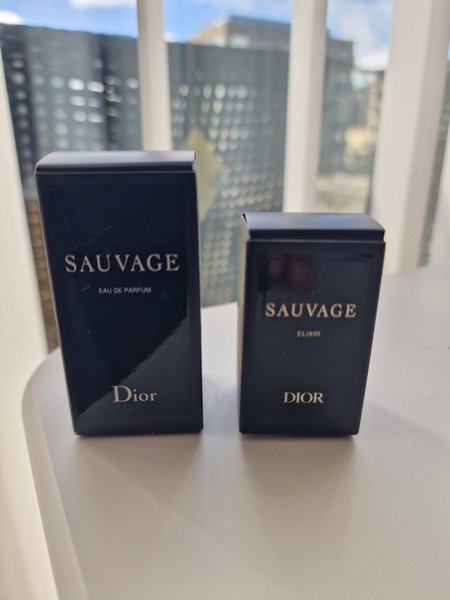 SAUVAGE
EAU DE PARFUM
Dior
SAUVAGE
ELIXIR
DIOR